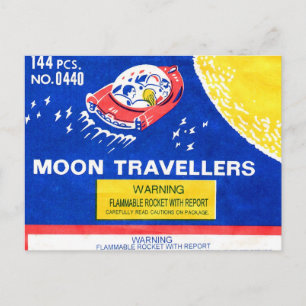 144 PCS.
NO.0440
MOON TRAVELLERS
WARNING
FLAMMABLE ROCKET WITH REPORT
CAREFULLY READ CAUTIONS ON PACKAGE.
WARNING
FLAMMABLE ROCKET WITH REPORT